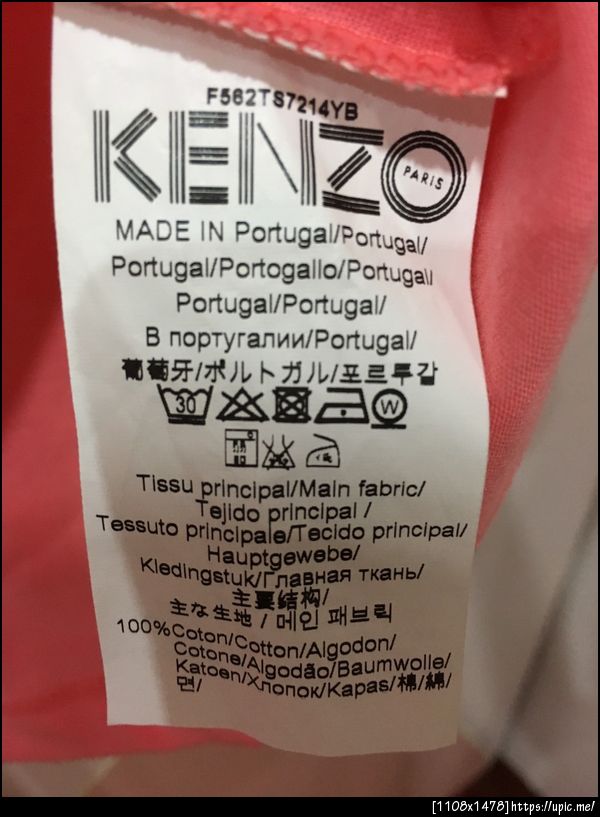 F562TS7214YB
KENZO
PARIS
MADE IN Portugal/Portugal/
Portugal/Portogallo/Portugal/
Portugal/Portugal/
В португалии/Portugal/
葡萄牙/ポルトガル/포르루갈
30 W
Tissu principal/Main fabric/
Tejido principal /
Tessuto principale/Tecido principal/
Hauptgewebe/
Kledingstuk/Главная ткань/
主要结构/
主な生地 / 메인 패브릭
100%Coton/Cotton/Algodon/
Cotone/Algodão/Baumwolle/
Katoen/Хлопок/Kapas/棉/綿/
면/
[1108x1478]https://upic.me/